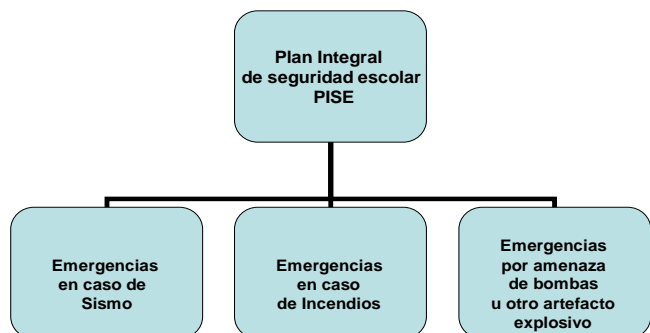 Plan Integral
de seguridad escolar
PISE
Emergencias
en caso de
Sismo
Emergencias
en caso
de Incendios
Emergencias
por amenaza
de bombas
u otro artefacto
explosivo